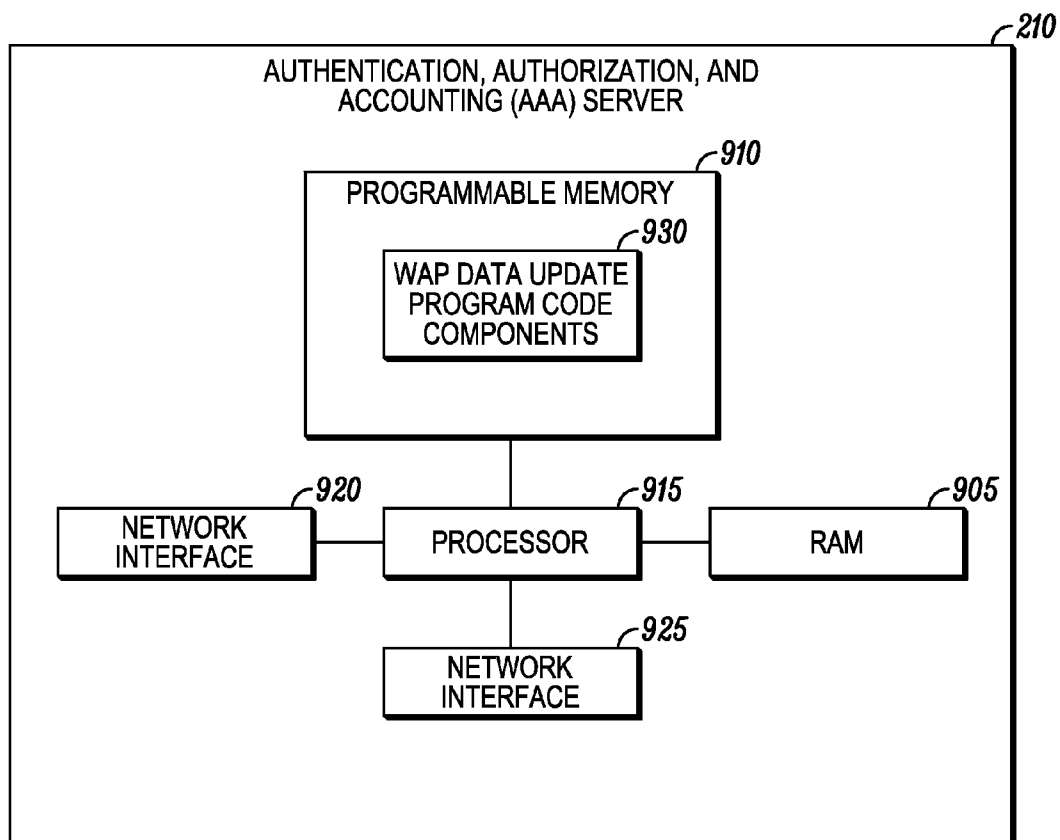 210
AUTHENTICATION, AUTHORIZATION, AND
ACCOUNTING (AAA) SERVER
910
PROGRAMMABLE MEMORY
930
WAP DATA UPDATE
PROGRAM CODE
COMPONENTS
920
NETWORK
INTERFACE
915
PROCESSOR
905
RAM
925
NETWORK
INTERFACE